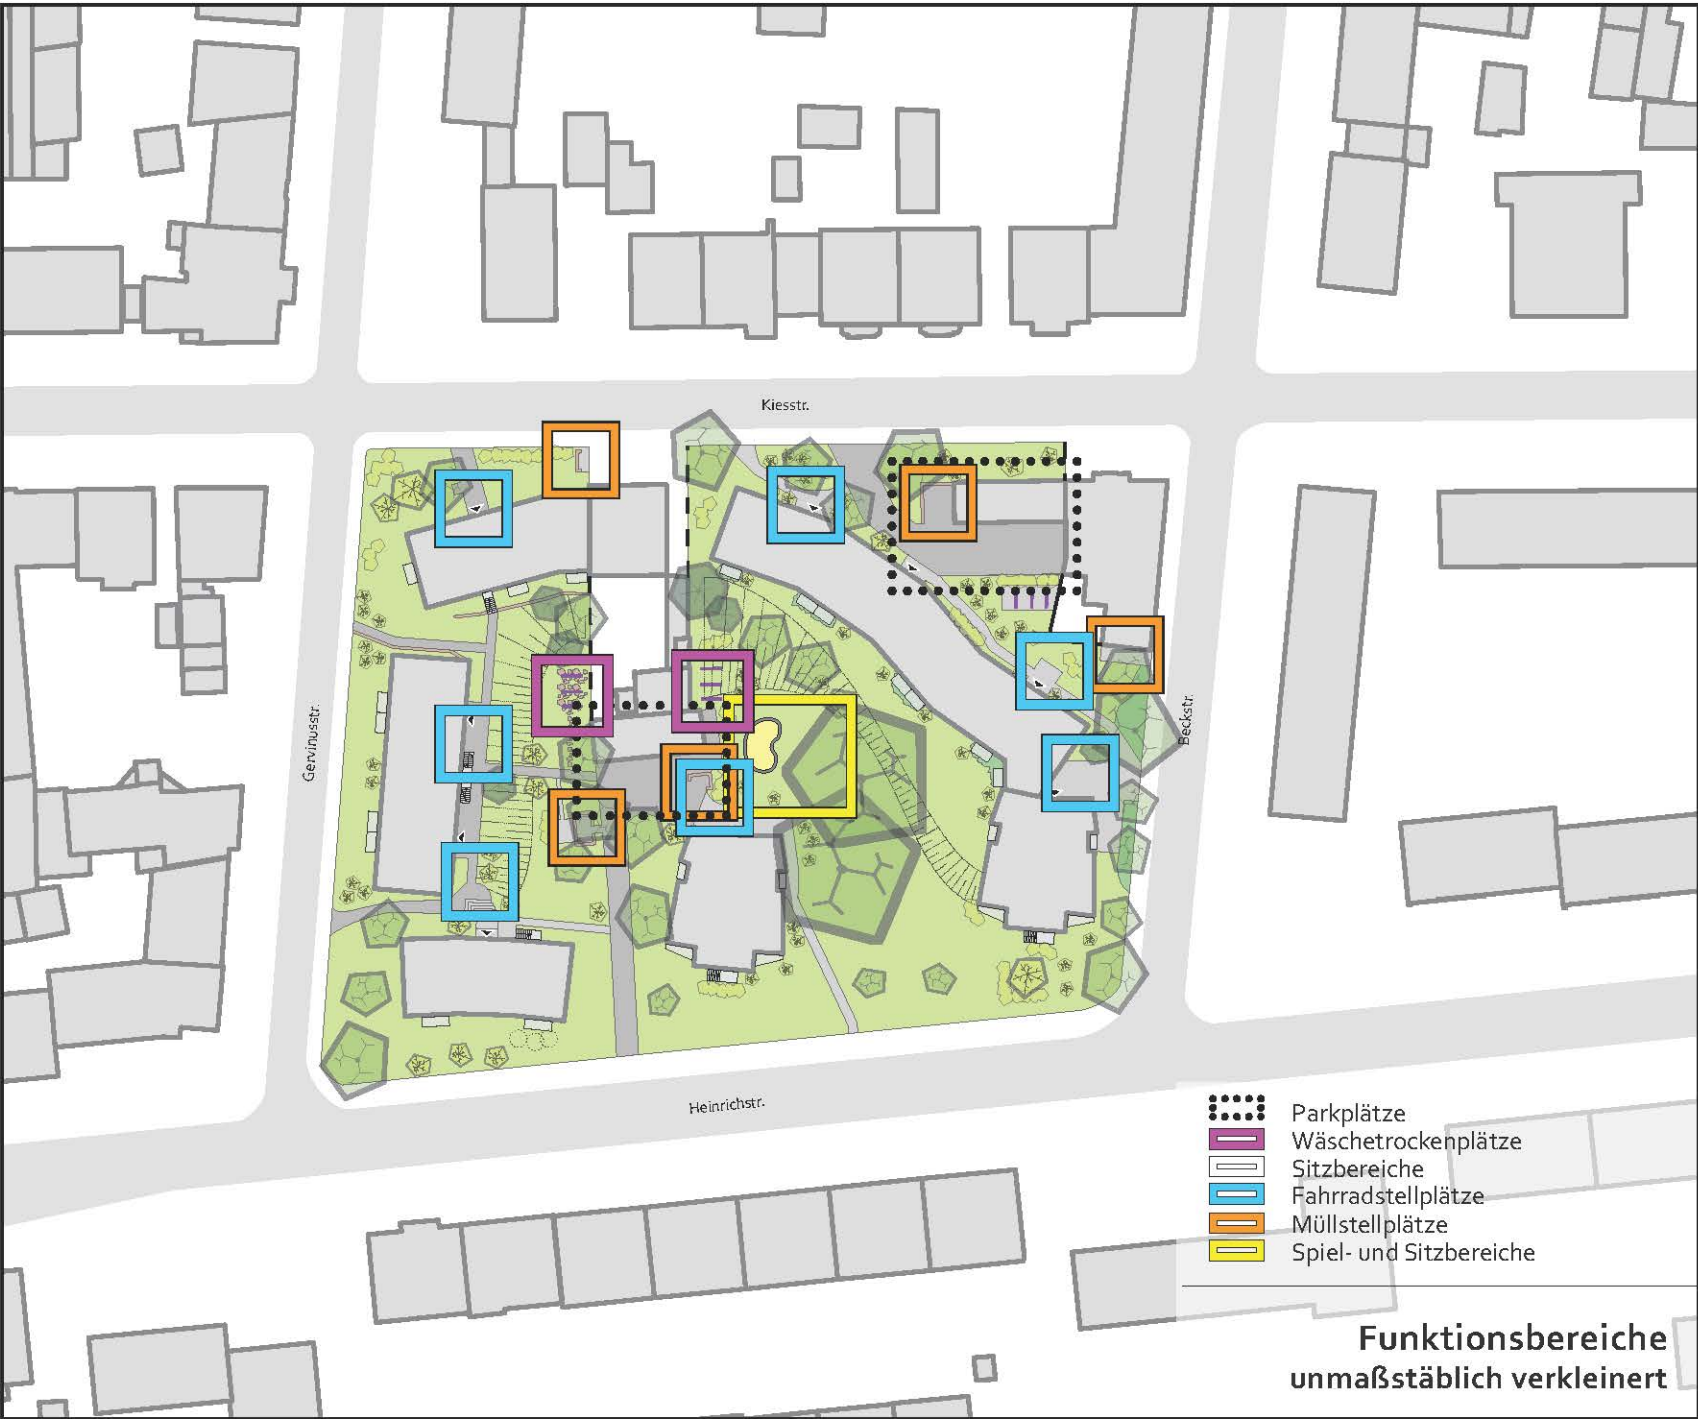 Kiesstr.
Gervinusstr.
Beckstr.
Heinrichstr.
Parkplätze
Wäschetrockenplätze
Sitzbereiche
Fahrradstellplätze
Müllstellplätze
Spiel- und Sitzbereiche
Funktionsbereiche
unmaßstäblich verkleinert